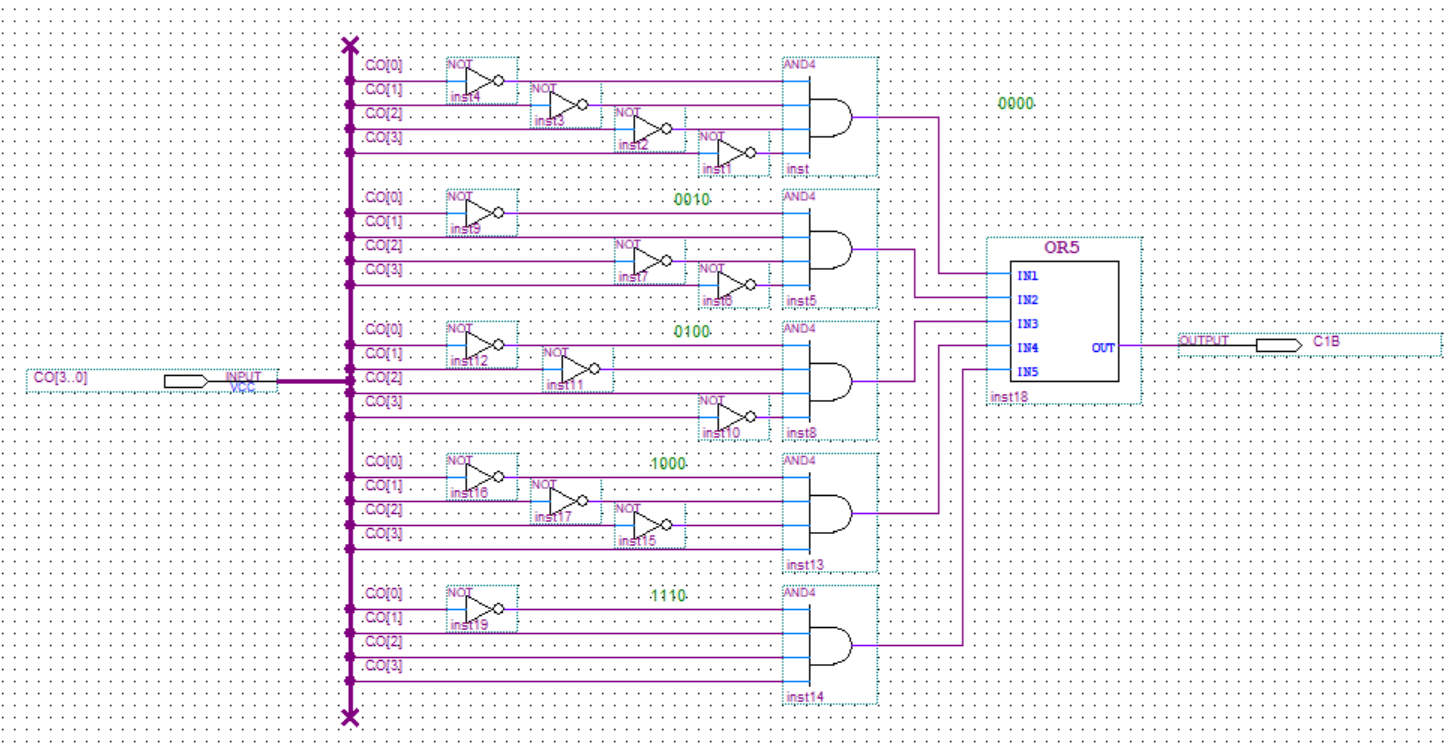 CO[0] NOT AND4
inst4
CO[1] NOT
inst3
0000
CO[2] NOT
inst2
CO[3] NOT
inst1 inst
CO[0] NOT 0010 AND4
inst9
CO[1]
CO[2] NOT
inst7
CO[3] NOT
inst6 inst5
OR5
IN1
IN2
IN3
IN4 OUT
IN5
inst18
OUTPUT C1B
CO[0] NOT 0100 AND4
inst12
CO[1] NOT
inst11
CO[3..0] INPUT
VCC
CO[2]
CO[3] NOT
inst10 inst8
CO[0] NOT 1000 AND4
inst16
CO[1] NOT
inst17
CO[2] NOT
inst15
CO[3]
inst13
CO[0] NOT 1110 AND4
inst19
CO[1]
CO[2]
CO[3]
inst14